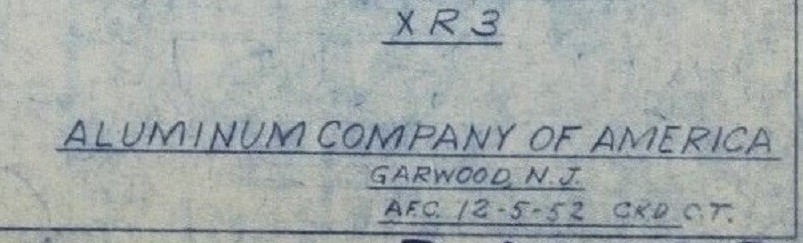 XR3
ALUMINUM COMPANY OF AMERICA
GARWOOD, N.J.
AFC. 12-5-52 CKD C.T.